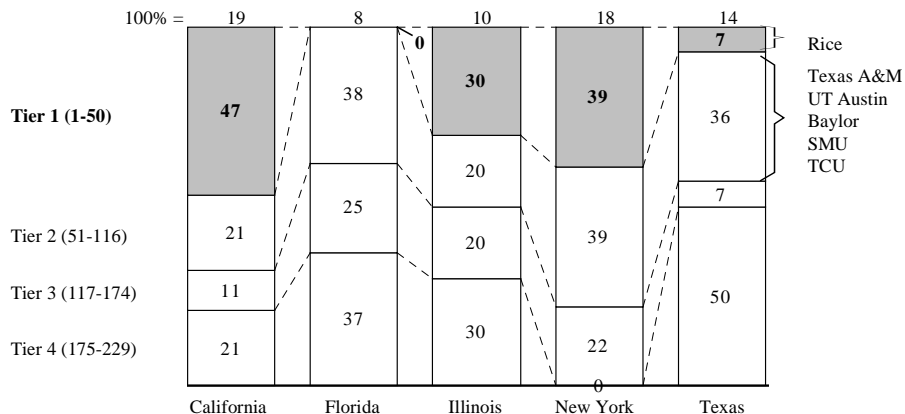 100% = 19 8 10 18 14
0
7
Rice
Tier 1 (1-50)
47
38
30
39
36
Texas A&M
UT Austin
Baylor
SMU
TCU
Tier 2 (51-116)
21
25
20
39
7
Tier 3 (117-174)
11
20
Tier 4 (175-229)
21
37
30
22
50
0
California Florida Illinois New York Texas